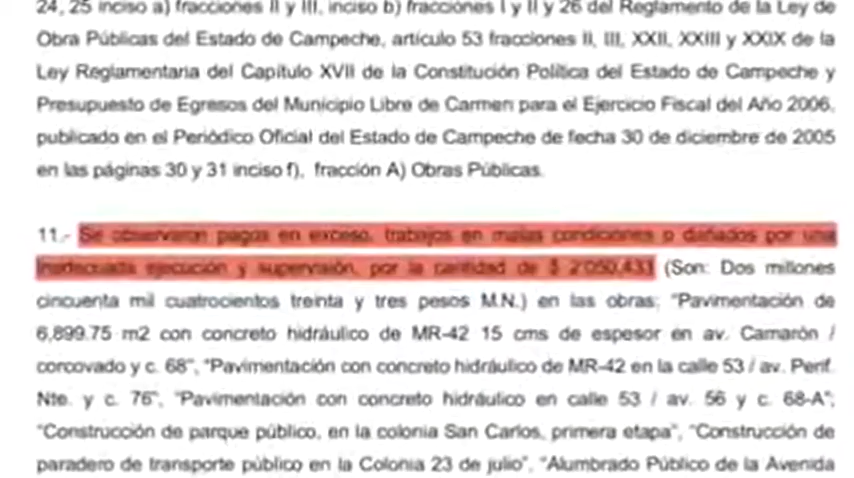 24, 25 inciso a) fracciones II y III, inciso b) fracciones I y II y 26 del Reglamento de la Ley de
Obra Públicas del Estado de Campeche, artículo 53 fracciones II, III, XXII, XXIII y XXIX de la
Ley Reglamentaria del Capítulo XVII de la Constitución Política del Estado de Campeche y
Presupuesto de Egresos del Municipio Libre de Carmen para el Ejercicio Fiscal del Año 2006,
publicado en el Periódico Oficial del Estado de Campeche de fecha 30 de diciembre de 2005
en las páginas 30 y 31 inciso f), fracción A) Obras Públicas.
11.- Se observaron pagos en exceso, trabajos en malas condiciones o dañados por una
inadecuada ejecución y supervisión, por la cantidad de $ 2'050,433 (Son: Dos millones
cincuenta mil cuatrocientos treinta y tres pesos M.N.) en las obras: "Pavimentación de
6,899.75 m2 con concreto hidráulico de MR-42 15 cms de espesor en av. Camarón /
corcovado y c. 68", "Pavimentación con concreto hidráulico de MR-42 en la calle 53 / av. Perif.
Nte. y c. 76", "Pavimentación con concreto hidráulico en calle 53 / av. 56 y c. 68-A";
"Construcción de parque público, en la colonia San Carlos, primera etapa", "Construcción de
paradero de transporte público en la Colonia 23 de julio", "Alumbrado Público de la Avenida